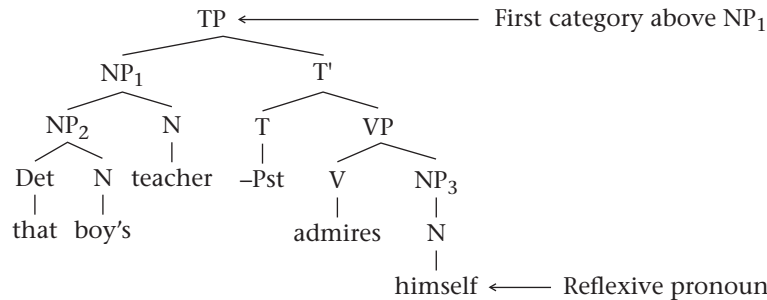 TP First category above NP1
NP1 T'
NP2 N T VP
Det N teacher –Pst V NP3
that boy's admires N
himself Reflexive pronoun